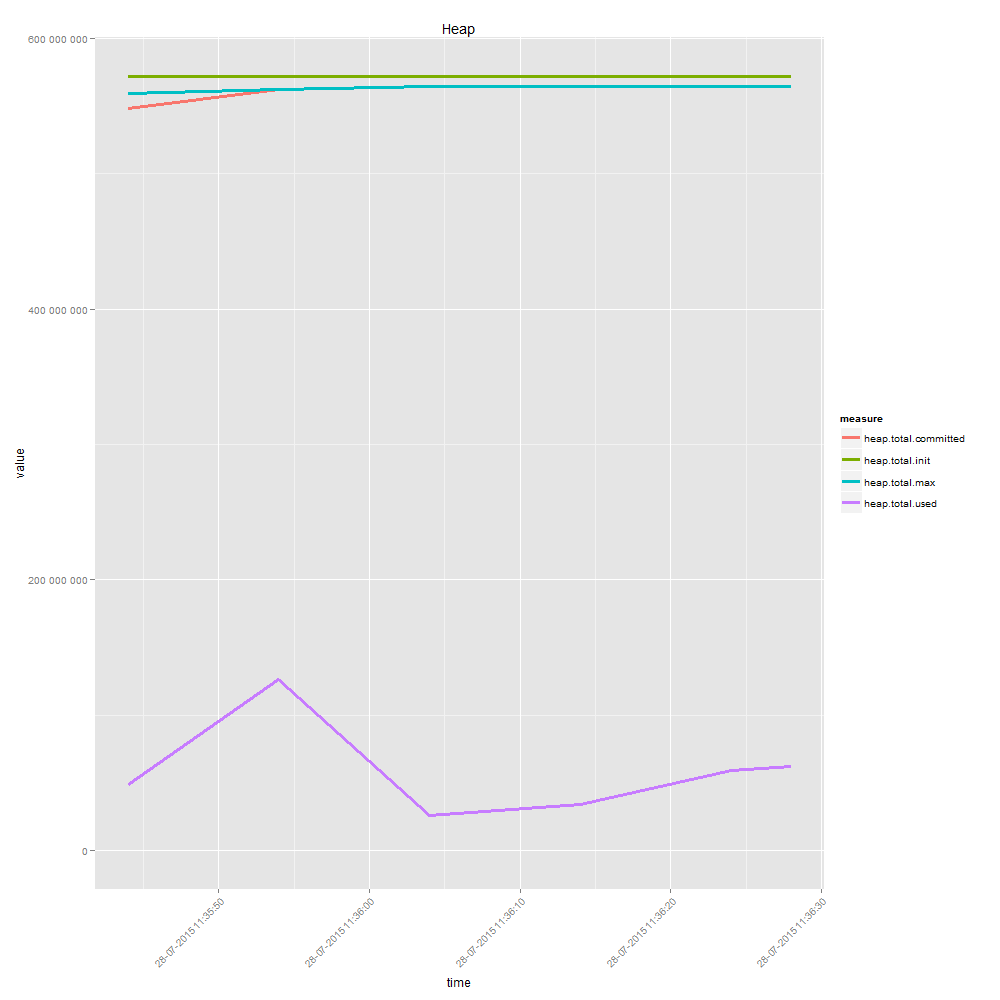 Heap
600 000 000
400 000 000
200 000 000
0
value
28-07-2015 11:35:50
28-07-2015 11:36:00
28-07-2015 11:36:10
28-07-2015 11:36:20
28-07-2015 11:36:30
time
measure
heap.total.committed
heap.total.init
heap.total.max
heap.total.used